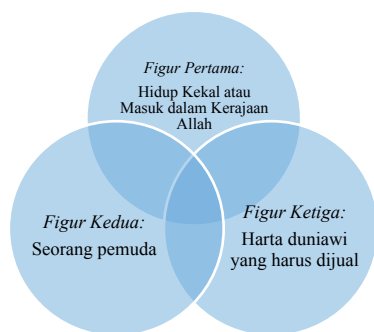 Figur Pertama:
Hidup Kekal atau
Masuk dalam Kerajaan
Allah
Figur Kedua:
Seorang pemuda
Figur Ketiga:
Harta duniawi
yang harus dijual